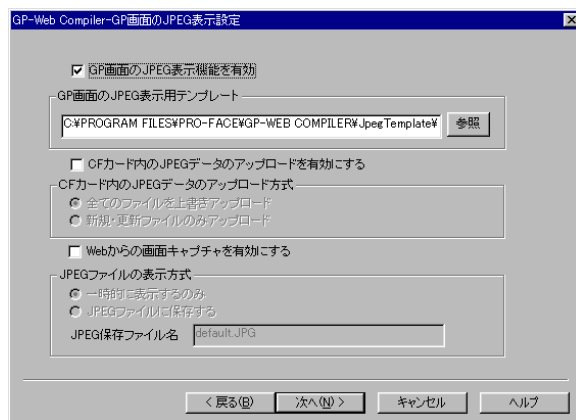 GP-Web Compiler-GP画面のJPEG表示設定
GP画面のJPEG表示機能を有効
GP画面のJPEG表示用テンプレート
C:¥PROGRAM FILES¥PRO-FACE¥GP-WEB COMPILER¥JpegTemplate¥ 参照
CFカード内のJPEGデータのアップロードを有効にする
CFカード内のJPEGデータのアップロード方式
全てのファイルを上書きアップロード
新規・更新ファイルのみアップロード
Webからの画面キャプチャを有効にする
JPEGファイルの表示方式
一時的に表示するのみ
JPEGファイルに保存する
JPEG保存ファイル名 default.JPG
< 戻る(B) 次へ(N) > キャンセル ヘルプ